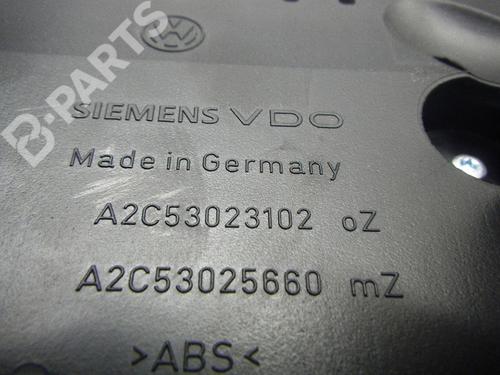 B-PARTS
SIEMENS VDO
Made in Germany
A2C53023102 oZ
A2C53025660 mZ
>ABS<